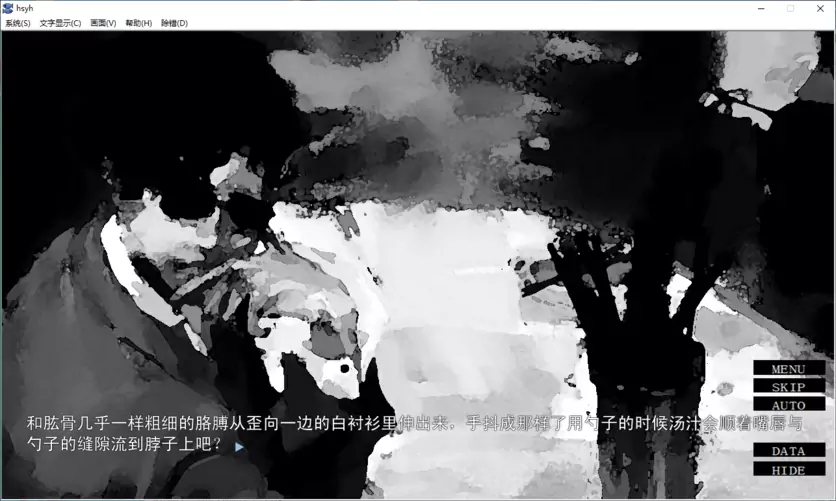 hsyh
系统(S) 文字显示(C) 画面(V) 帮助(H) 除错(D)
和肱骨几乎一样粗细的胳膊从歪向一边的白衬衫里伸出来，手抖成那样了用勺子的时候汤汁会顺着嘴唇与
勺子的缝隙流到脖子上吧？
MENU
SKIP
AUTO
DATA
HIDE